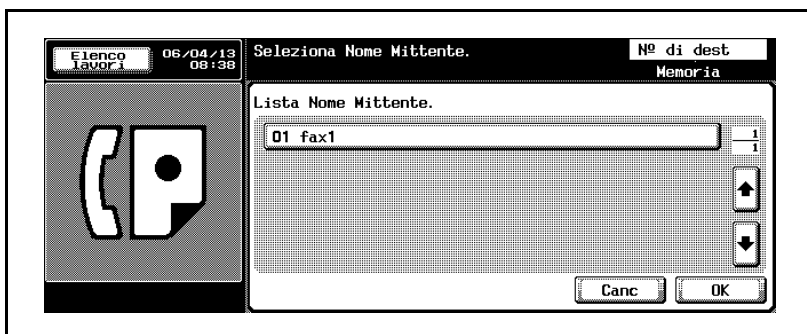 Elenco lavori
06/04/13
08:38
Seleziona Nome Mittente.
Nº di dest
Memoria
Lista Nome Mittente.
01 fax1
1
1
Canc
OK